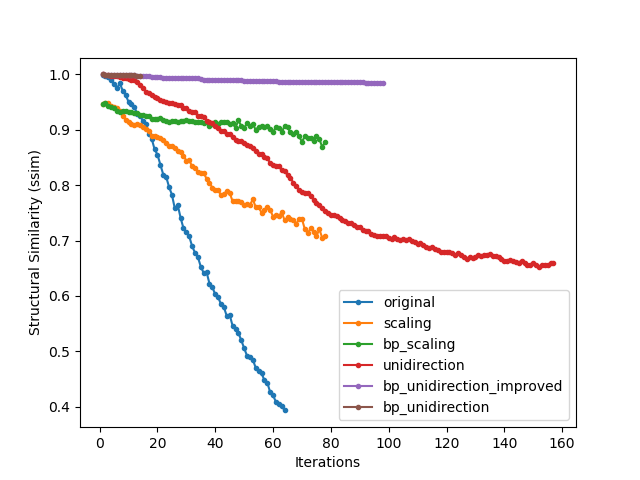 1.0
0.9
0.8
0.7
0.6
0.5
0.4
Structural Similarity (ssim)
0 20 40 60 80 100 120 140 160
Iterations
original
scaling
bp_scaling
unidirection
bp_unidirection_improved
bp_unidirection